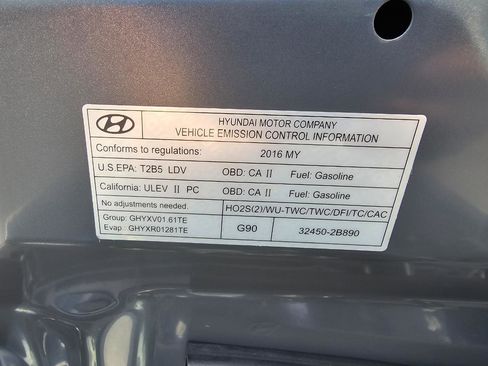 HYUNDAI MOTOR COMPANY
VEHICLE EMISSION CONTROL INFORMATION
Conforms to regulations: 2016 MY
U.S.EPA: T2B5 LDV OBD: CA II Fuel: Gasoline
California: ULEV II PC OBD: CA II Fuel: Gasoline
No adjustments needed. HO2S(2)/WU-TWC/TWC/DFI/TC/CAC
Group: GHYXV01.61TE
Evap : GHYXR01281TE G90 32450-2B890